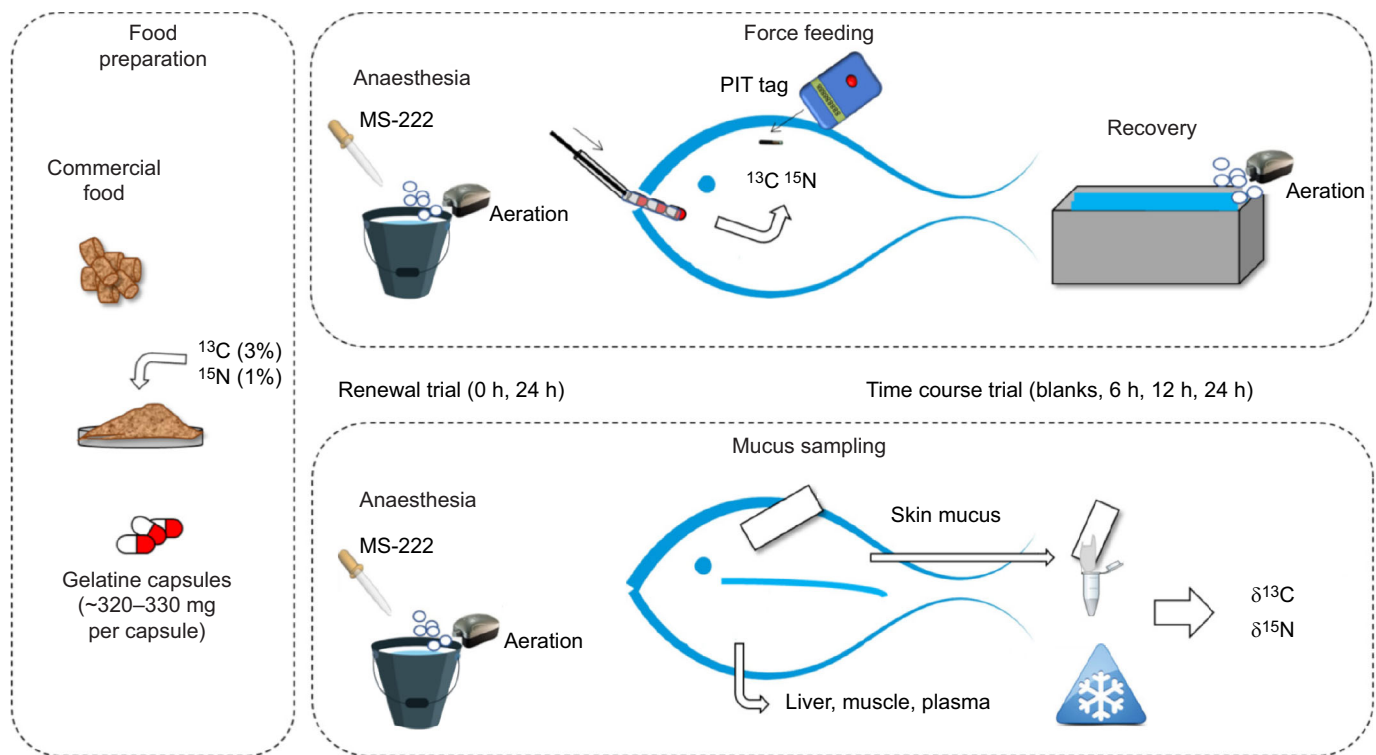 Food
preparation
Commercial
food
¹³C (3%)
¹⁵N (1%)
Gelatine capsules
(~320–330 mg
per capsule)
Force feeding
Anaesthesia
MS-222
Aeration
PIT tag
¹³C ¹⁵N
Recovery
Aeration
Renewal trial (0 h, 24 h)
Time course trial (blanks, 6 h, 12 h, 24 h)
Mucus sampling
Anaesthesia
MS-222
Aeration
Skin mucus
Liver, muscle, plasma
δ¹³C
δ¹⁵N